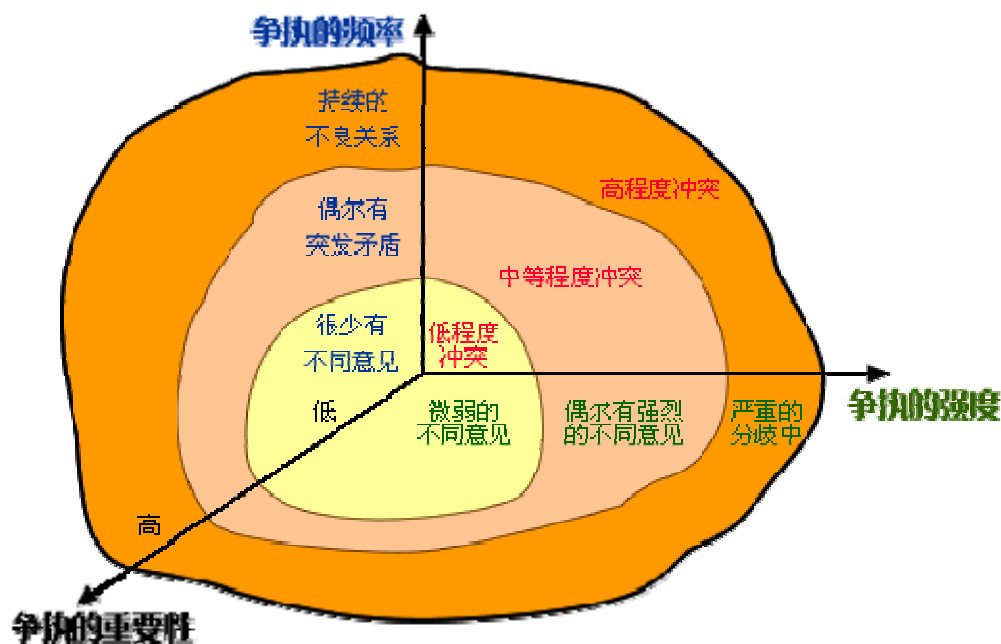 争执的频率
持续的
不良关系
高程度冲突
偶尔有
突发矛盾
中等程度冲突
很少有
不同意见
低程度
冲突
低
微弱的
不同意见
偶尔有强烈
的不同意见
严重的
分歧中
争执的强度
高
争执的重要性